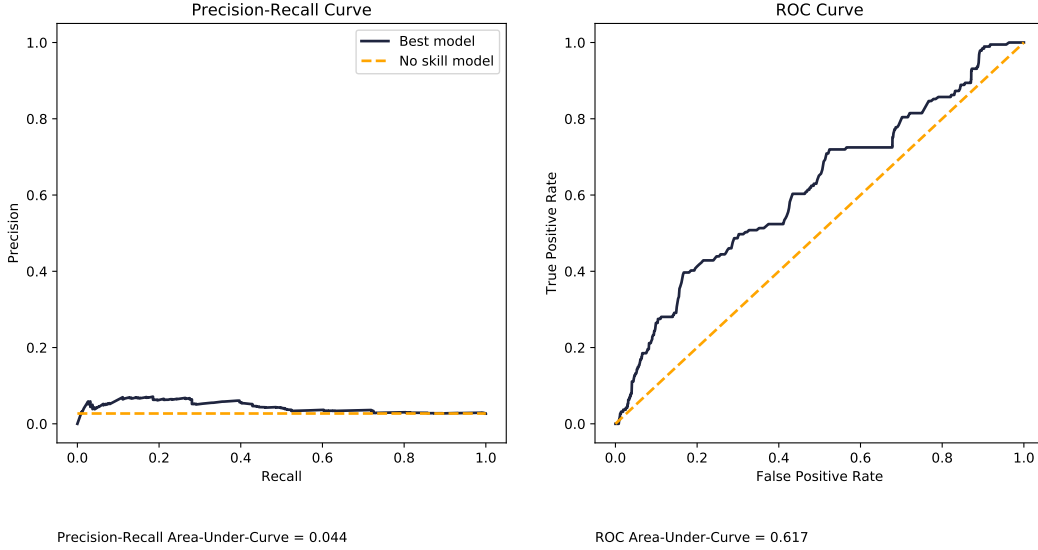 Precision-Recall Curve
1.0
0.8
0.6
0.4
0.2
0.0
Precision
Best model
No skill model
0.0 0.2 0.4 0.6 0.8 1.0
Recall
Precision-Recall Area-Under-Curve = 0.044
ROC Curve
1.0
0.8
0.6
0.4
0.2
0.0
True Positive Rate
0.0 0.2 0.4 0.6 0.8 1.0
False Positive Rate
ROC Area-Under-Curve = 0.617